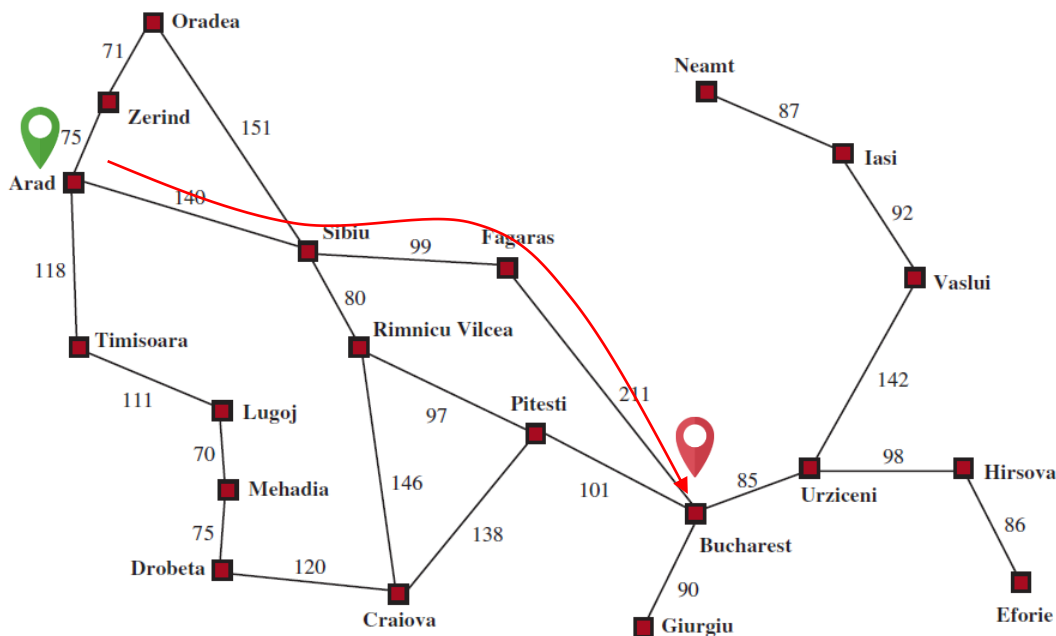 Oradea
71
Neamt
Zerind
87
75
151
Iasi
Arad
140
92
Sibiu
99
Fagaras
118
80
Vaslui
Timisoara
Rimnicu Vilcea
142
111
211
Lugoj
97
Pitesti
70
98
Hirsova
85
Urziceni
146
101
Mehadia
86
75
138
Bucharest
Drobeta
120
90
Craiova
Eforie
Giurgiu